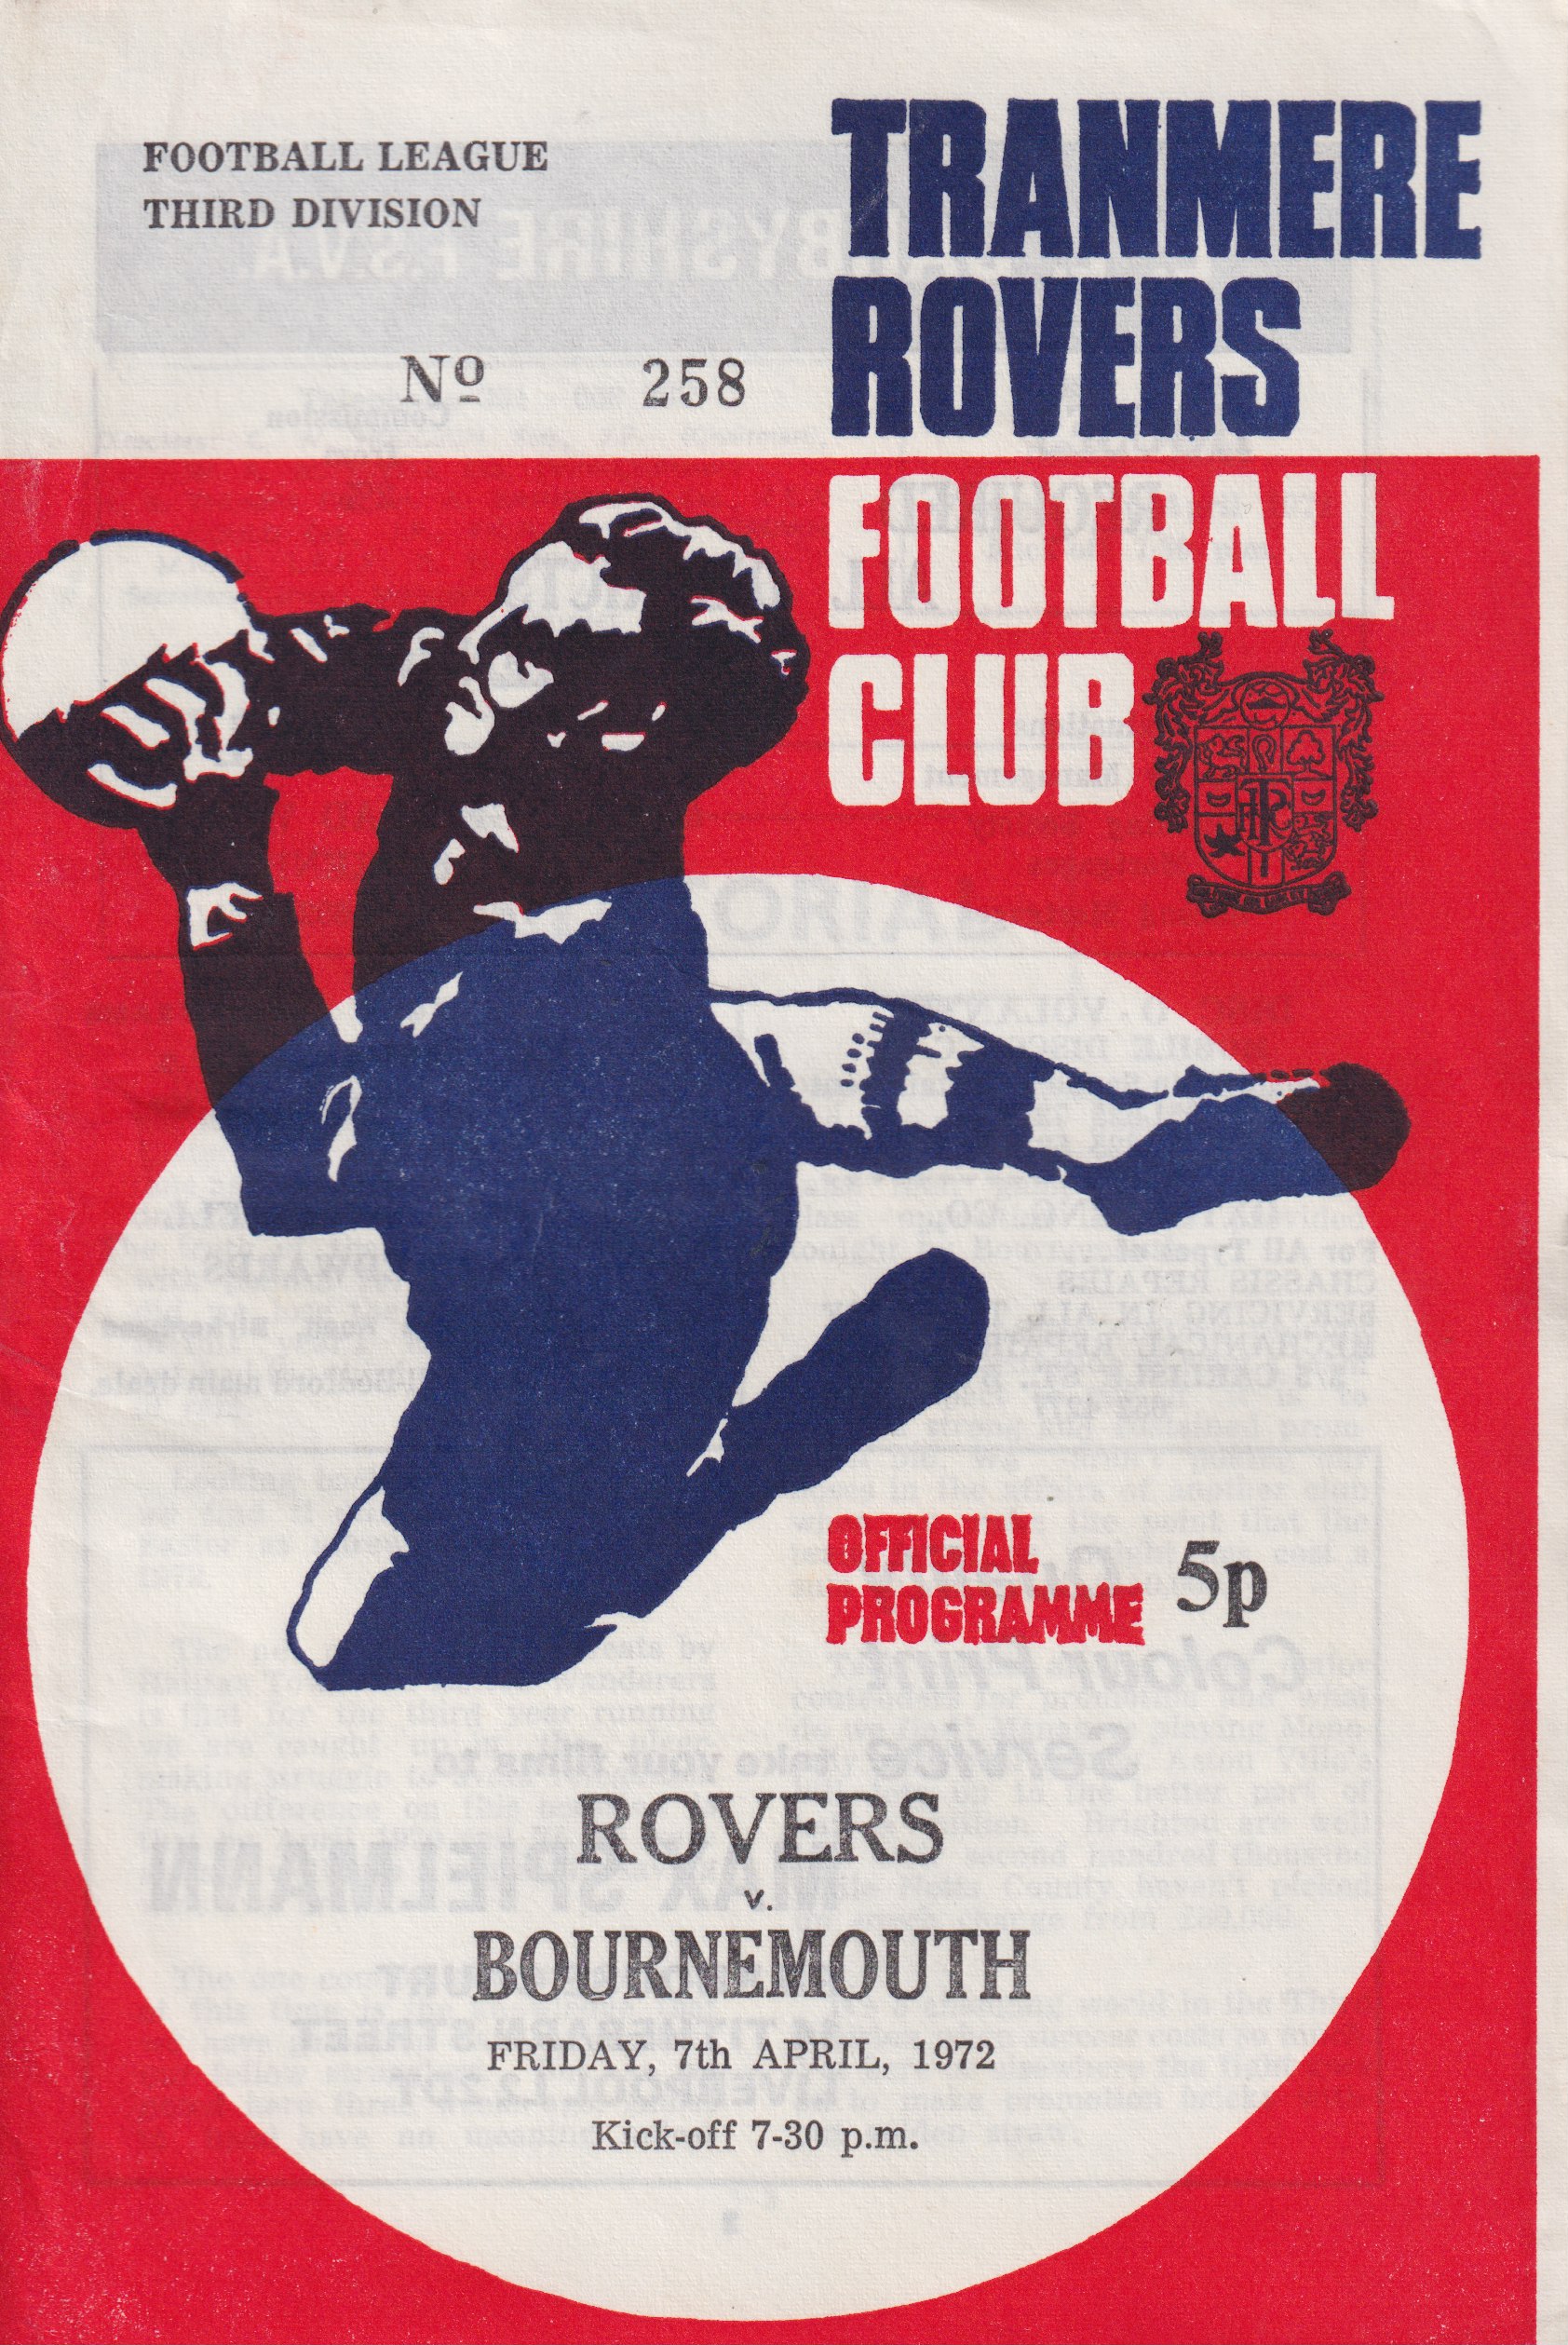 FOOTBALL LEAGUE
THIRD DIVISION
Nº 258
TRANMERE
ROVERS
FOOTBALL
CLUB
OFFICIAL
PROGRAMME 5p
ROVERS
v.
BOURNEMOUTH
FRIDAY, 7th APRIL, 1972
Kick-off 7-30 p.m.